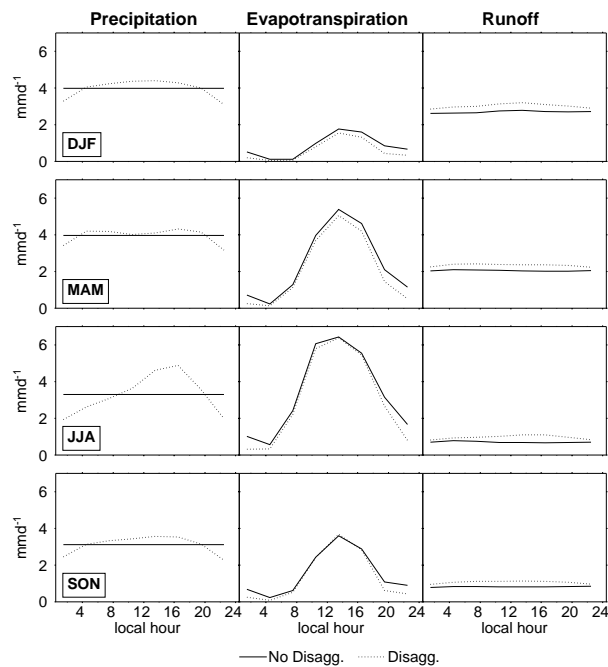 Precipitation Evapotranspiration Runoff
6
4
2
0
mmd-1
DJF
6
4
2
0
mmd-1
MAM
6
4
2
0
mmd-1
JJA
6
4
2
0
mmd-1
SON
4 8 12 16 20 24 4 8 12 16 20 24 4 8 12 16 20 24
local hour local hour local hour
No Disagg. Disagg.